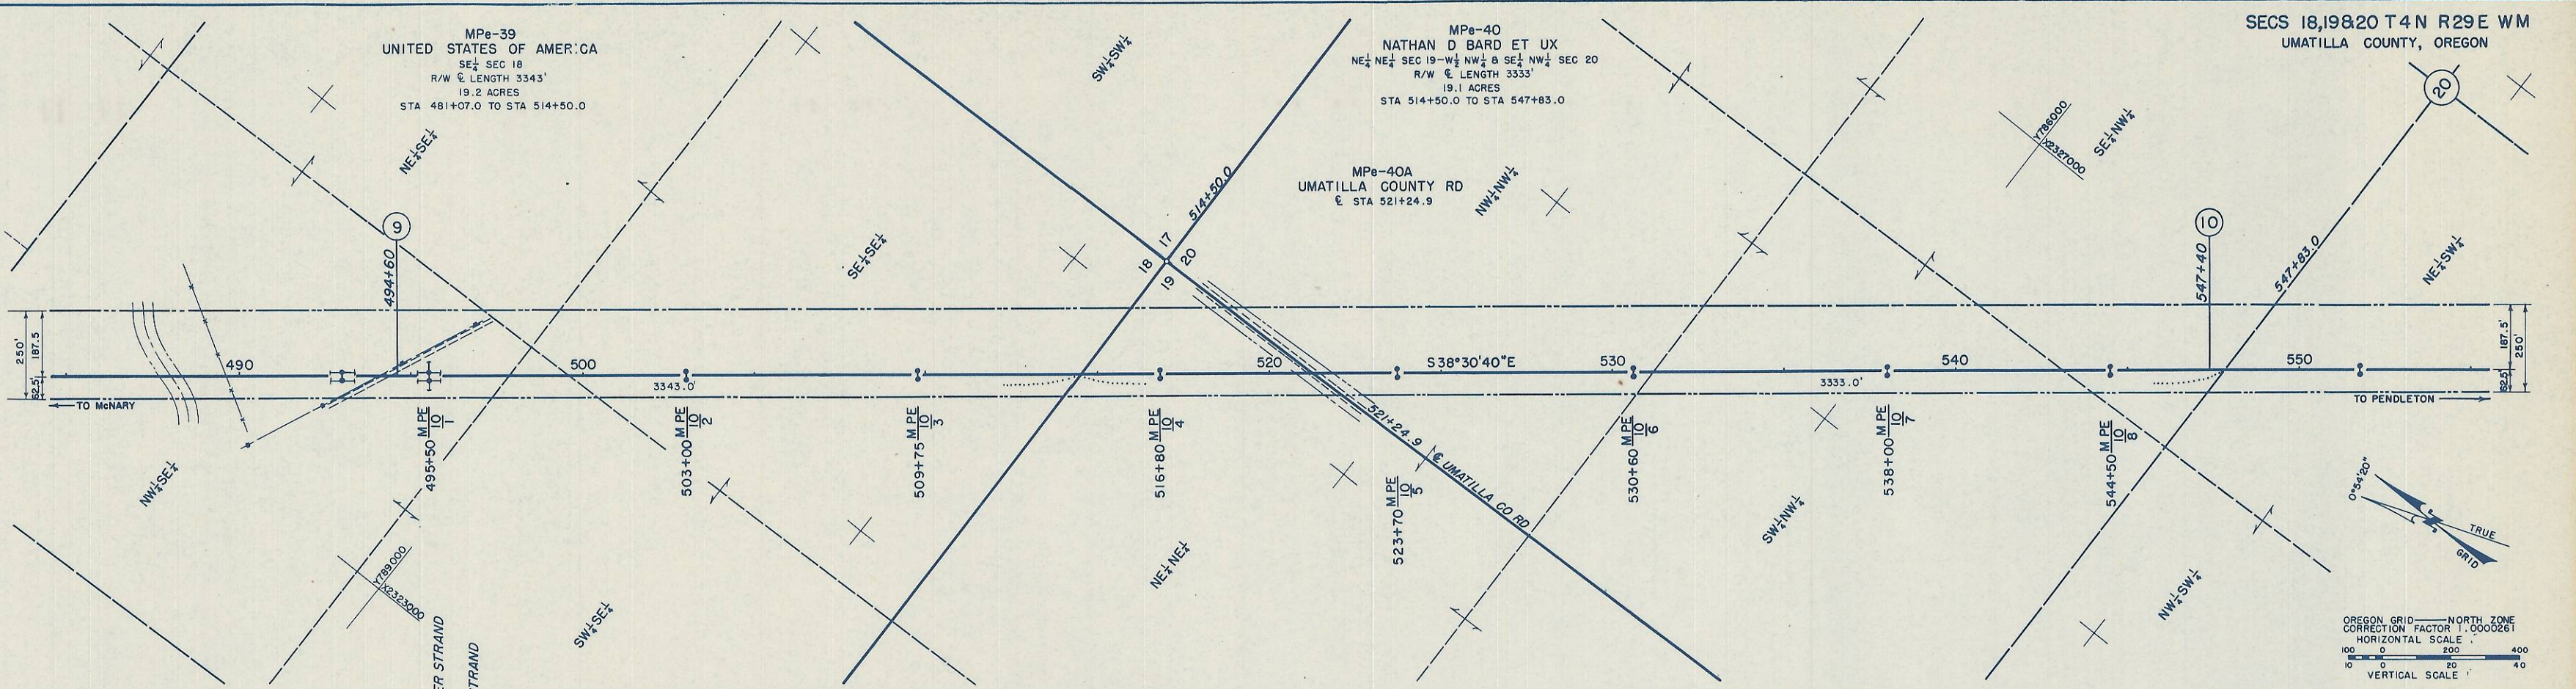 MPe-39
UNITED STATES OF AMERICA
SE¼ SEC 18
R/W ℄ LENGTH 3343'
19.2 ACRES
STA 481+07.0 TO STA 514+50.0
MPe-40
NATHAN D BARD ET UX
NE¼ NE¼ SEC 19-W½ NW¼ & SE¼ NW¼ SEC 20
R/W ℄ LENGTH 3333'
19.1 ACRES
STA 514+50.0 TO STA 547+83.0
SECS 18,19&20 T4N R29E WM
UMATILLA COUNTY, OREGON
MPe-40A
UMATILLA COUNTY RD
℄ STA 521+24.9
NE¼SE¼
SW¼SW¼
NW¼NW¼
SE¼NW¼
SE¼SE¼
NE¼SW¼
Y786000
X2327000
20
9
494+60
514+50.0
17
18
20
19
10
547+40
547+83.0
250'
187.5
62.5'
490
500
520
S38°30'40"E
530
540
550
187.5'
250'
62.5
3343.0'
3333.0'
TO McNARY
TO PENDLETON
495+50 MPE 10/1
503+00 MPE 10/2
509+75 MPE 10/3
516+80 MPE 10/4
521+24.9
℄ UMATILLA CO RD
523+70 MPE 10/5
530+60 MPE 10/6
538+00 MPE 10/7
544+50 MPE 10/8
NW¼SE¼
SW¼SE¼
NE¼NE¼
SW¼NW¼
NW¼SW¼
Y789000
X2323000
ER STRAND
STRAND
0°54'20"
TRUE
GRID
OREGON GRID—NORTH ZONE
CORRECTION FACTOR 1.0000261
HORIZONTAL SCALE
100 0 200 400
10 0 20 40
VERTICAL SCALE